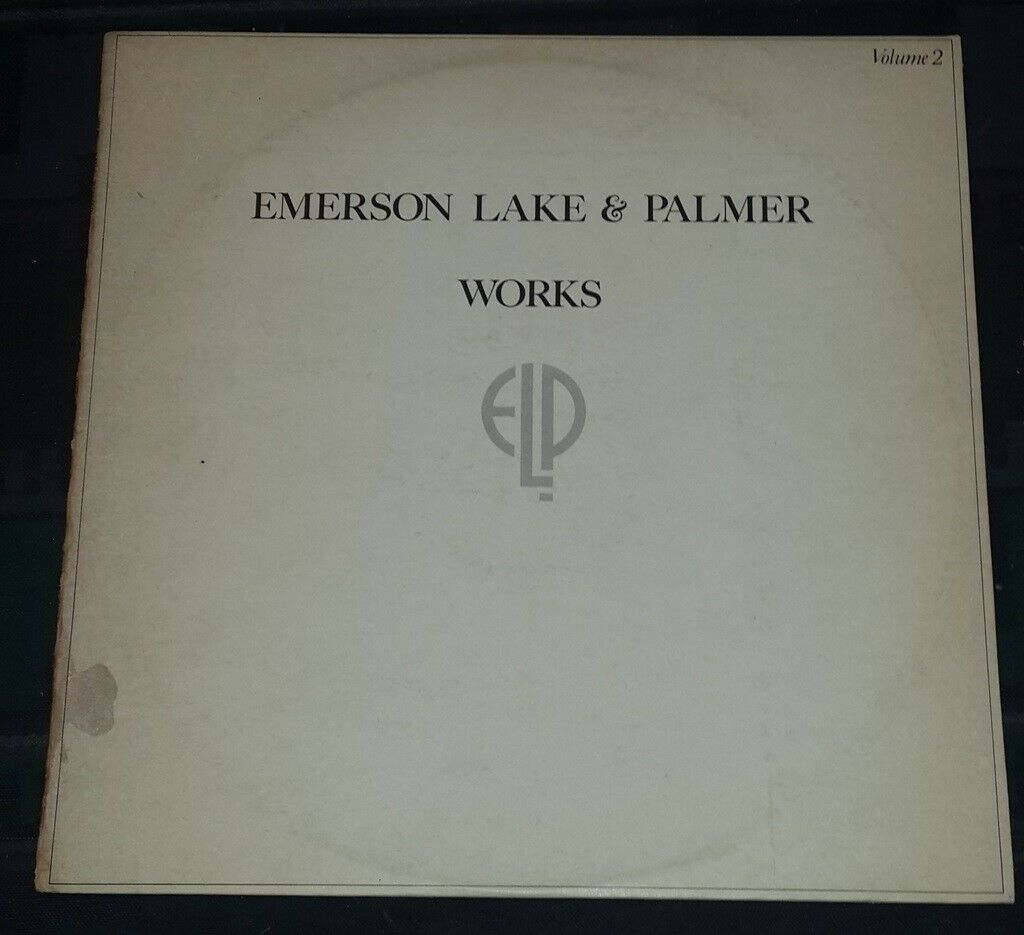 Volume 2
EMERSON LAKE & PALMER
WORKS
ELP